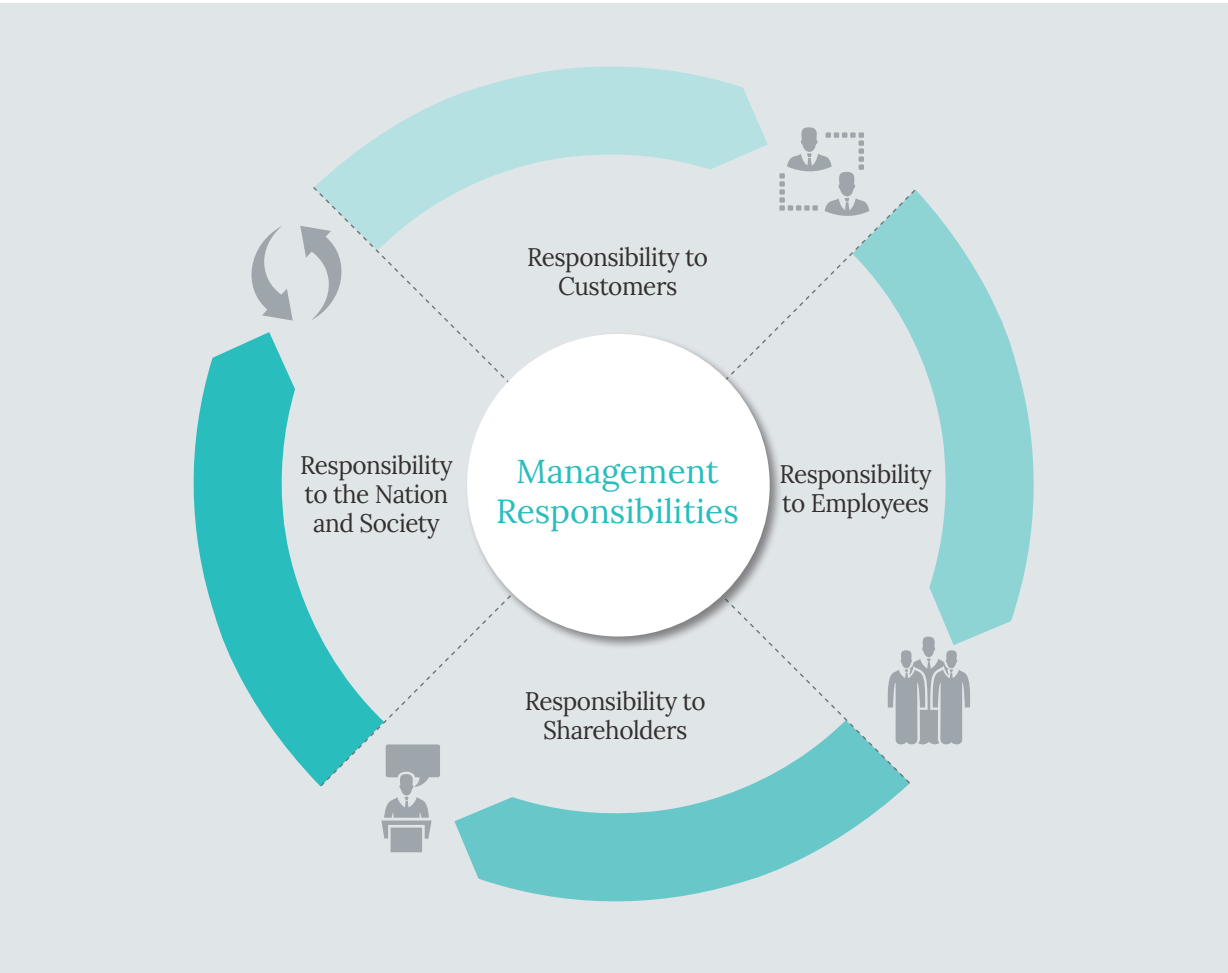 Responsibility to
Customers
Responsibility
to the Nation
and Society
Management
Responsibilities
Responsibility
to Employees
Responsibility to
Shareholders